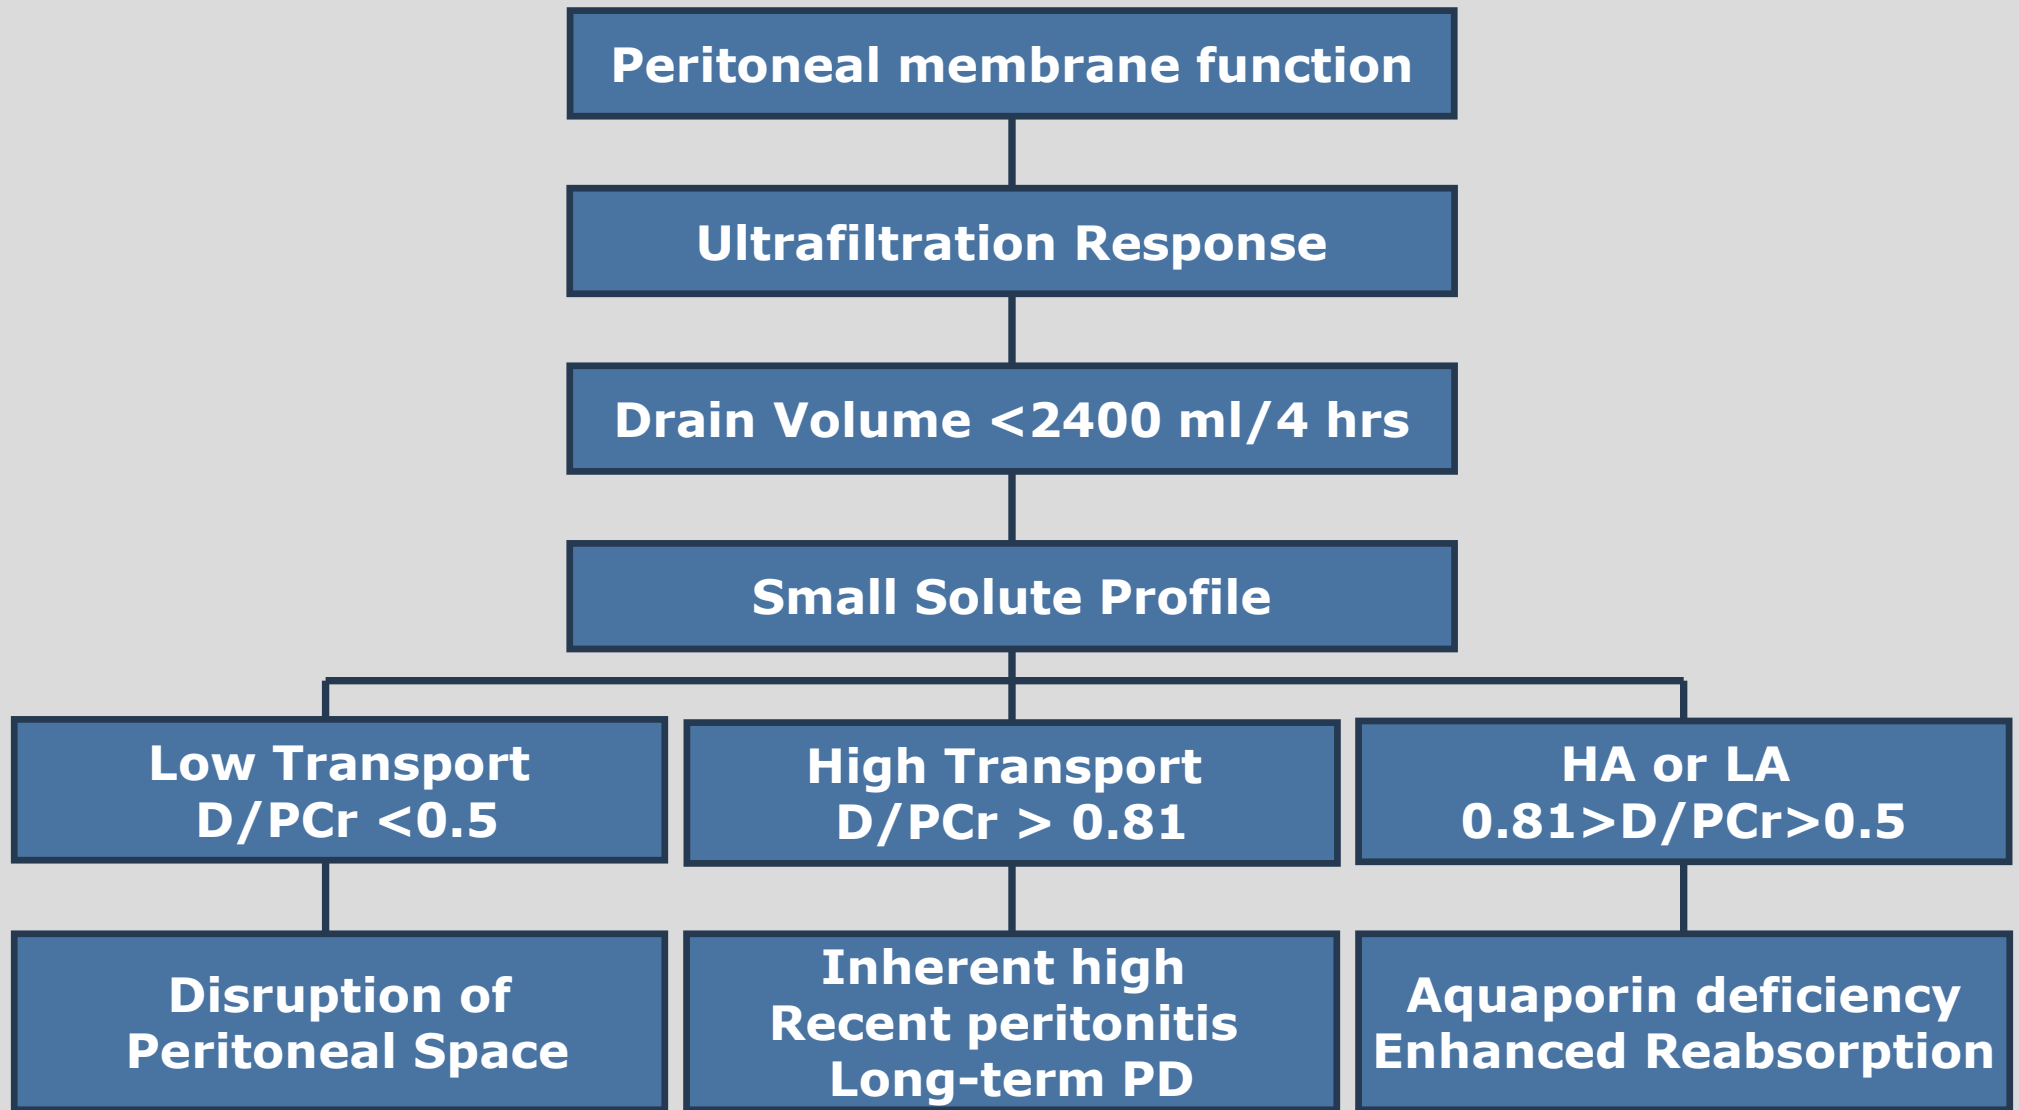 Peritoneal membrane function
Ultrafiltration Response
Drain Volume <2400 ml/4 hrs
Small Solute Profile
Low Transport
D/PCr <0.5
High Transport
D/PCr > 0.81
HA or LA
0.81>D/PCr>0.5
Disruption of
Peritoneal Space
Inherent high
Recent peritonitis
Long-term PD
Aquaporin deficiency
Enhanced Reabsorption